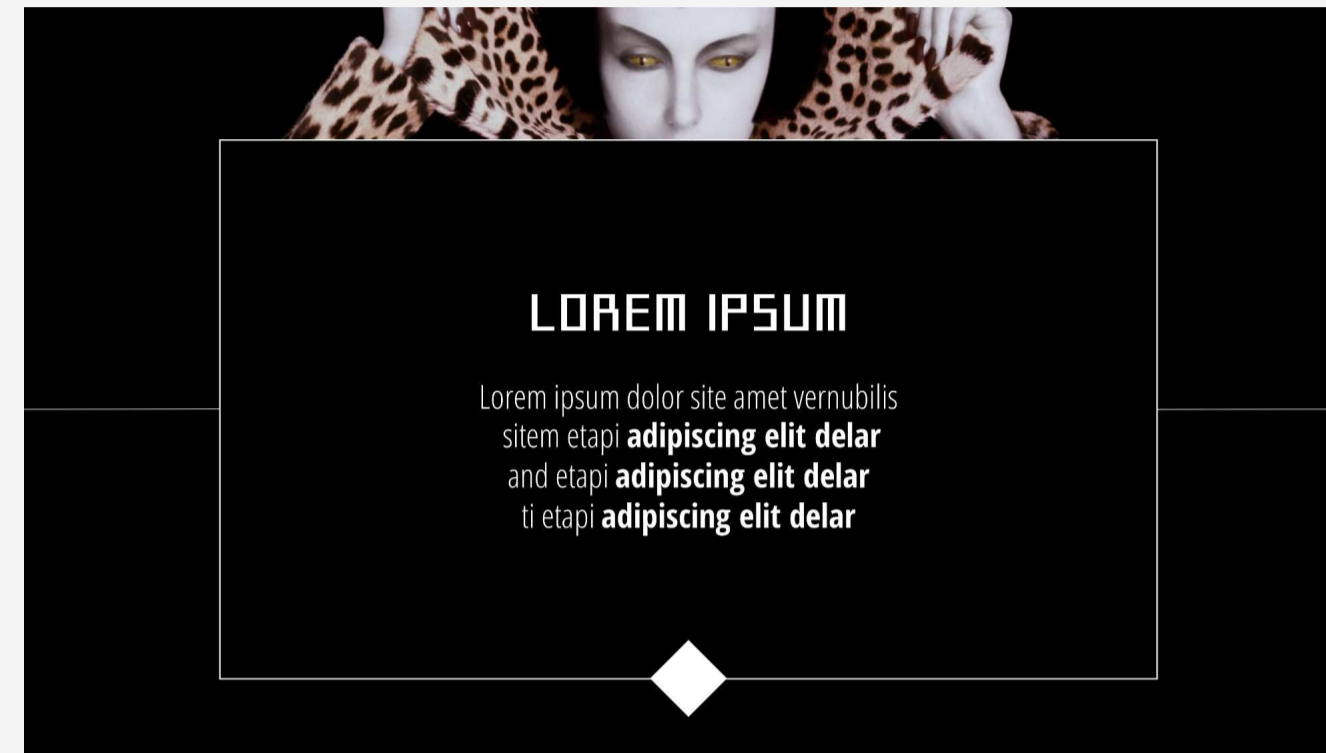 LOREM IPSUM
Lorem ipsum dolor site amet vernubilis
sitem etapi adipiscing elit delar
and etapi adipiscing elit delar
ti etapi adipiscing elit delar